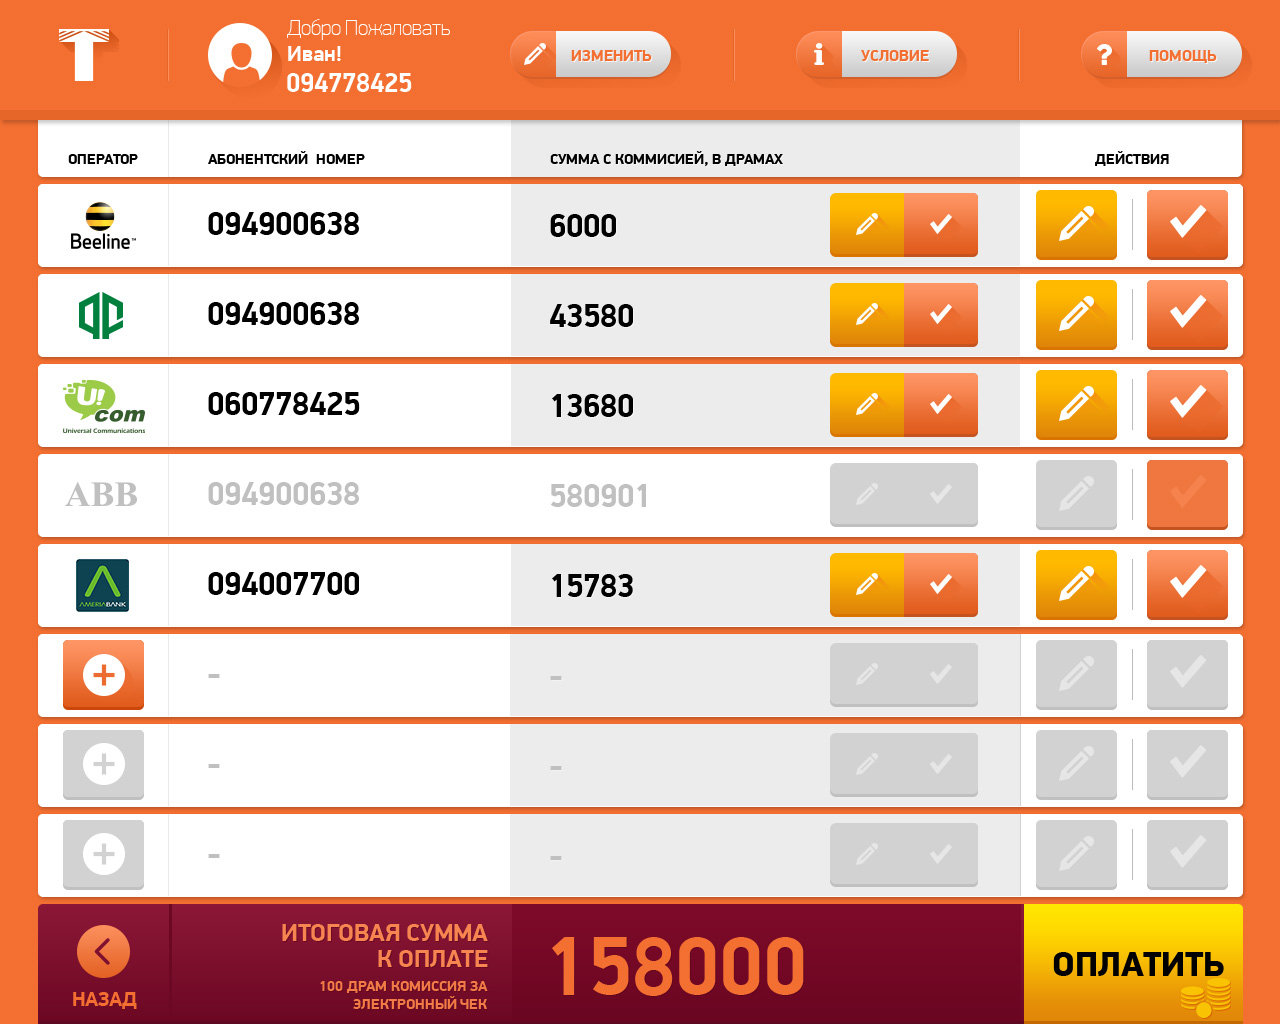 Добро Пожаловать
Иван!
094778425
ИЗМЕНИТЬ
УСЛОВИЕ
ПОМОЩЬ
ОПЕРАТОР АБОНЕНТСКИЙ НОМЕР СУММА С КОММИСИЕЙ, В ДРАМАХ ДЕЙСТВИЯ
Beeline™ 094900638 6000
094900638 43580
U!com Universal Communications 060778425 13680
ABB 094900638 580901
AMERIABANK 094007700 15783
- -
- -
- -
НАЗАД
ИТОГОВАЯ СУММА
К ОПЛАТЕ
100 ДРАМ КОМИССИЯ ЗА
ЭЛЕКТРОННЫЙ ЧЕК
158000
ОПЛАТИТЬ